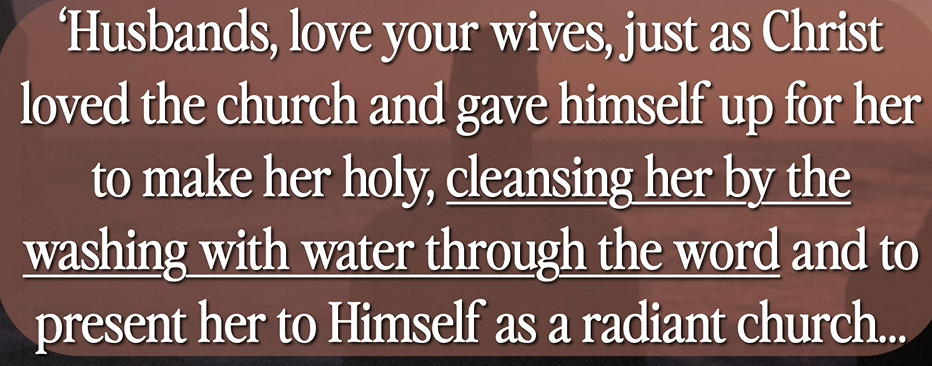 ‘Husbands, love your wives, just as Christ
loved the church and gave himself up for her
to make her holy, cleansing her by the
washing with water through the word and to
present her to Himself as a radiant church...